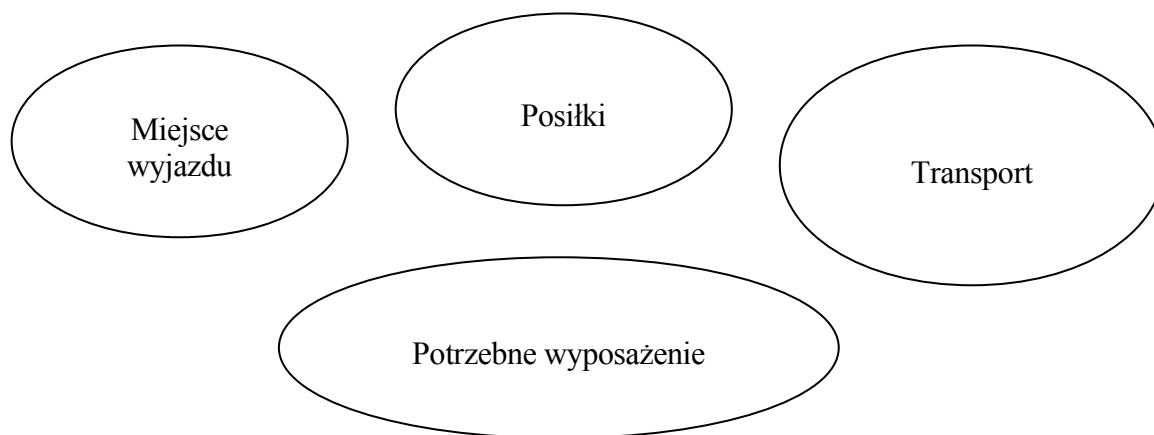 Miejsce
wyjazdu
Posiłki
Transport
Potrzebne wyposażenie